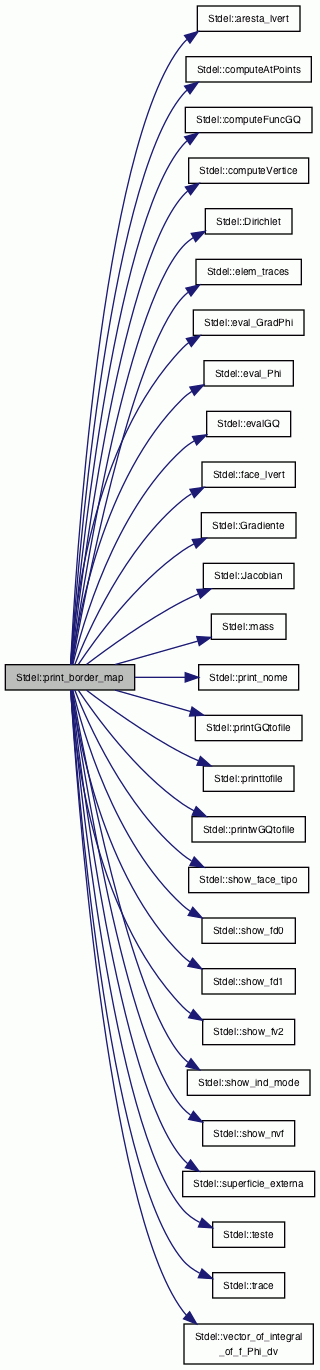 Stdel::aresta_lvert
Stdel::computeAtPoints
Stdel::computeFuncGQ
Stdel::computeVertice
Stdel::Dirichlet
Stdel::elem_traces
Stdel::eval_GradPhi
Stdel::eval_Phi
Stdel::evalGQ
Stdel::face_lvert
Stdel::Gradiente
Stdel::Jacobian
Stdel::mass
Stdel::print_border_map
Stdel::print_nome
Stdel::printGQtofile
Stdel::printtofile
Stdel::printwGQtofile
Stdel::show_face_tipo
Stdel::show_fd0
Stdel::show_fd1
Stdel::show_fv2
Stdel::show_ind_mode
Stdel::show_nvf
Stdel::superficie_externa
Stdel::teste
Stdel::trace
Stdel::vector_of_integral
_of_f_Phi_dv